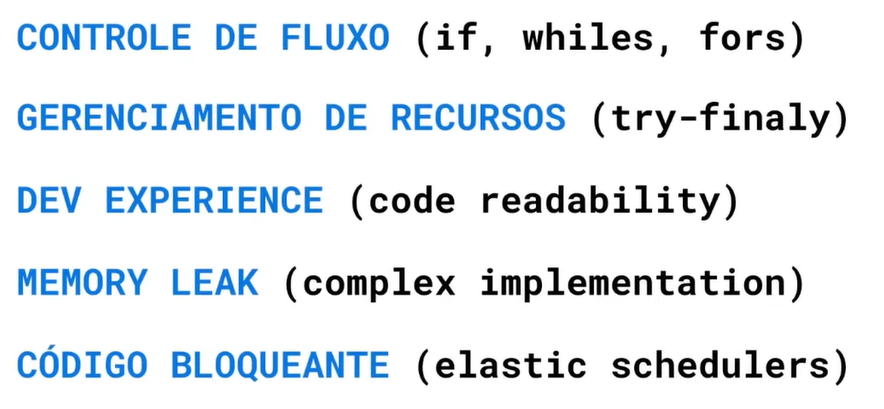 CONTROLE DE FLUXO (if, whiles, fors)
GERENCIAMENTO DE RECURSOS (try-finaly)
DEV EXPERIENCE (code readability)
MEMORY LEAK (complex implementation)
CÓDIGO BLOQUEANTE (elastic schedulers)